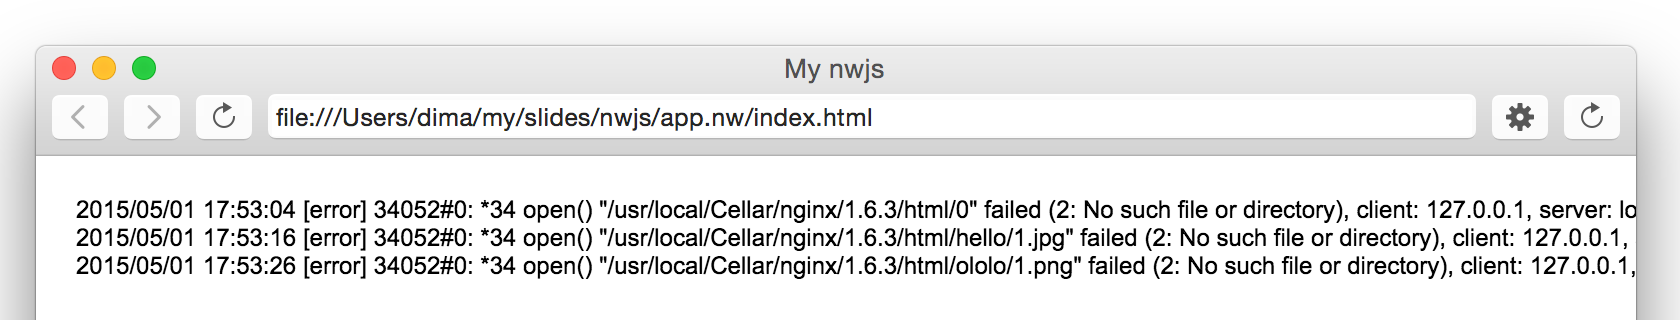 My nwjs
file:///Users/dima/my/slides/nwjs/app.nw/index.html
2015/05/01 17:53:04 [error] 34052#0: *34 open() "/usr/local/Cellar/nginx/1.6.3/html/0" failed (2: No such file or directory), client: 127.0.0.1, server: lo
2015/05/01 17:53:16 [error] 34052#0: *34 open() "/usr/local/Cellar/nginx/1.6.3/html/hello/1.jpg" failed (2: No such file or directory), client: 127.0.0.1,
2015/05/01 17:53:26 [error] 34052#0: *34 open() "/usr/local/Cellar/nginx/1.6.3/html/ololo/1.png" failed (2: No such file or directory), client: 127.0.0.1,